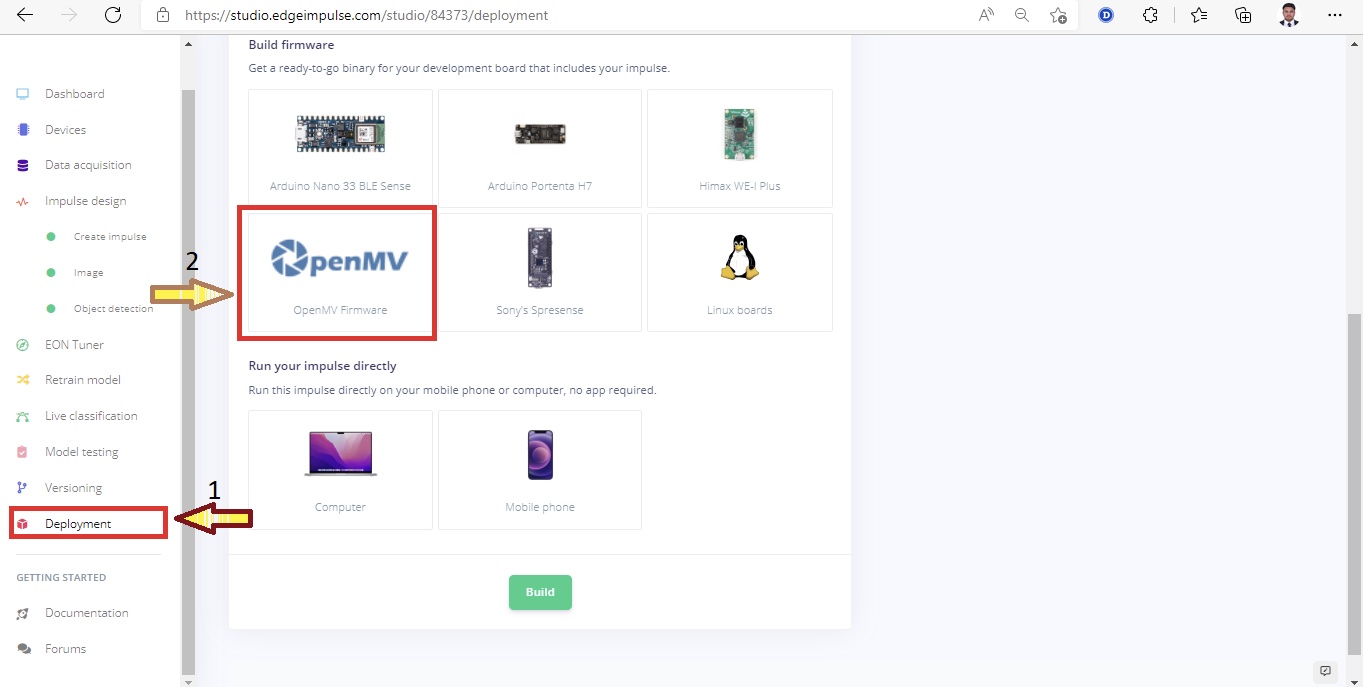 https://studio.edgeimpulse.com/studio/84373/deployment
Dashboard
Devices
Data acquisition
Impulse design
Create impulse
Image
Object detection
EON Tuner
Retrain model
Live classification
Model testing
Versioning
1
Deployment
GETTING STARTED
Documentation
Forums
Build firmware
Get a ready-to-go binary for your development board that includes your impulse.
Arduino Nano 33 BLE Sense
Arduino Portenta H7
Himax WE-I Plus
2
OpenMV
OpenMV Firmware
Sony's Spresense
Linux boards
Run your impulse directly
Run this impulse directly on your mobile phone or computer, no app required.
Computer
Mobile phone
Build